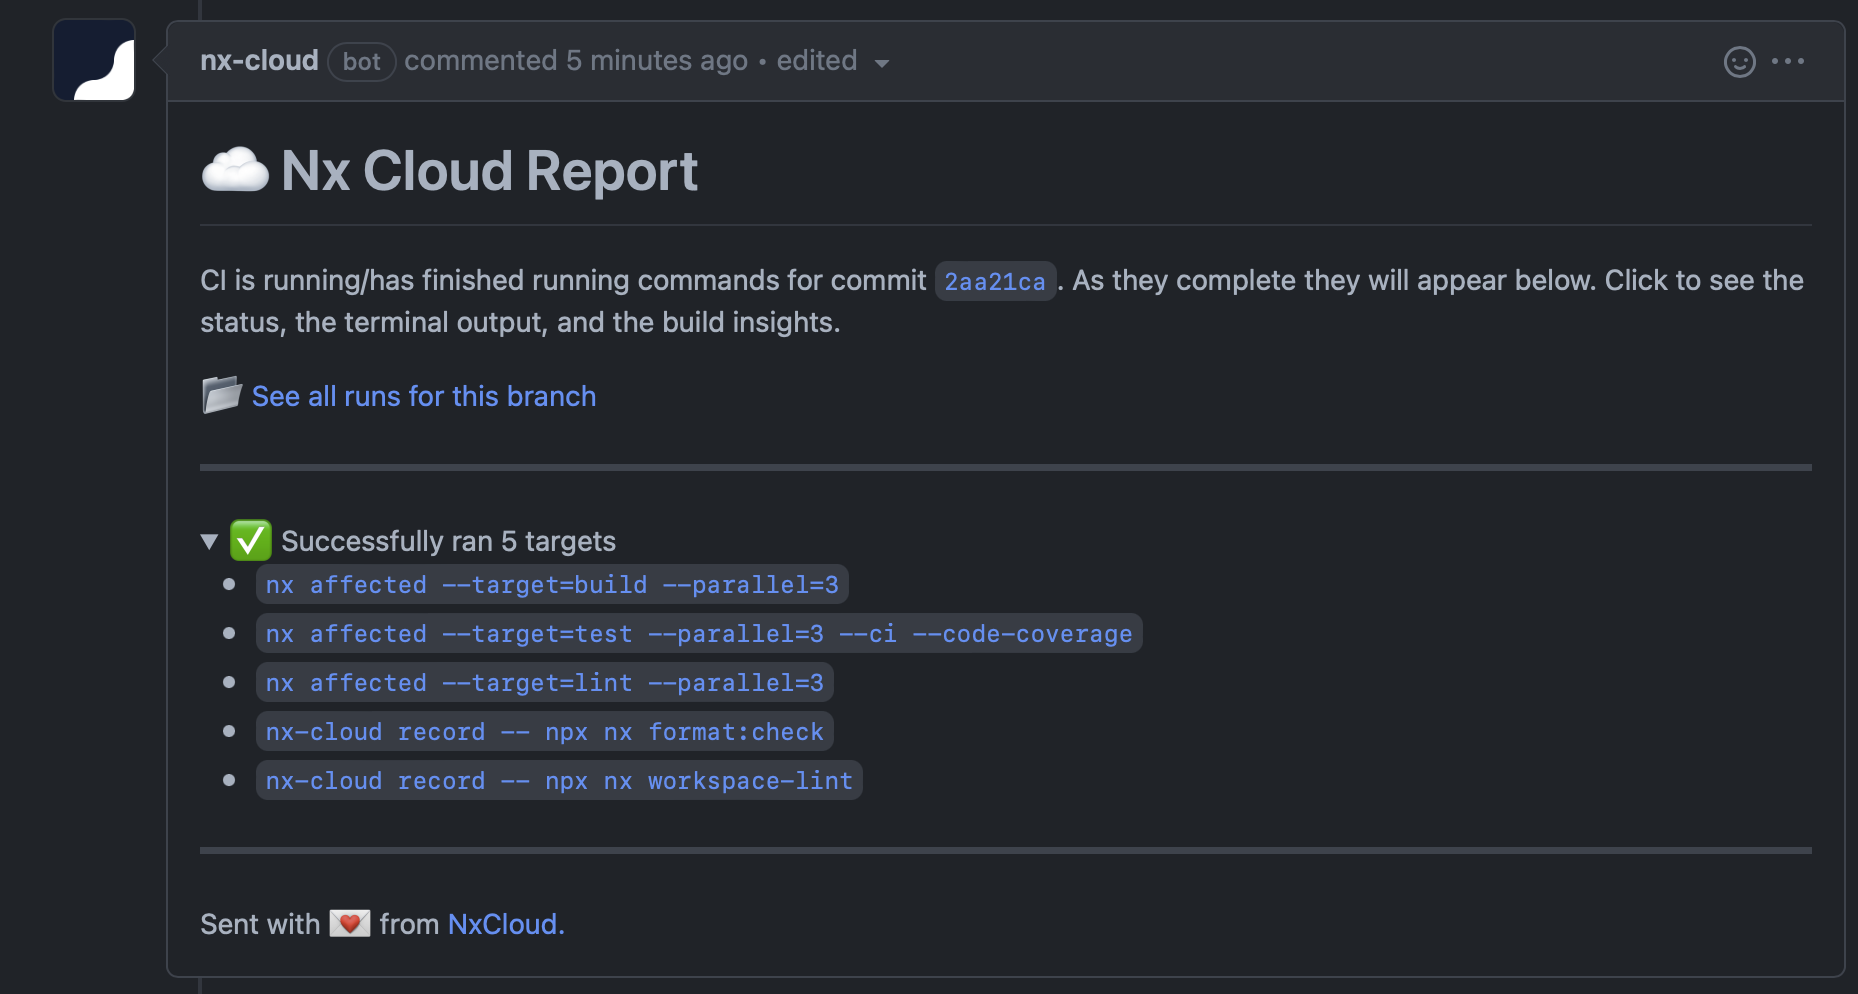 nx-cloud bot commented 5 minutes ago • edited
Nx Cloud Report
CI is running/has finished running commands for commit 2aa21ca. As they complete they will appear below. Click to see the
status, the terminal output, and the build insights.
See all runs for this branch
Successfully ran 5 targets
nx affected --target=build --parallel=3
nx affected --target=test --parallel=3 --ci --code-coverage
nx affected --target=lint --parallel=3
nx-cloud record -- npx nx format:check
nx-cloud record -- npx nx workspace-lint
Sent with 💌 from NxCloud.